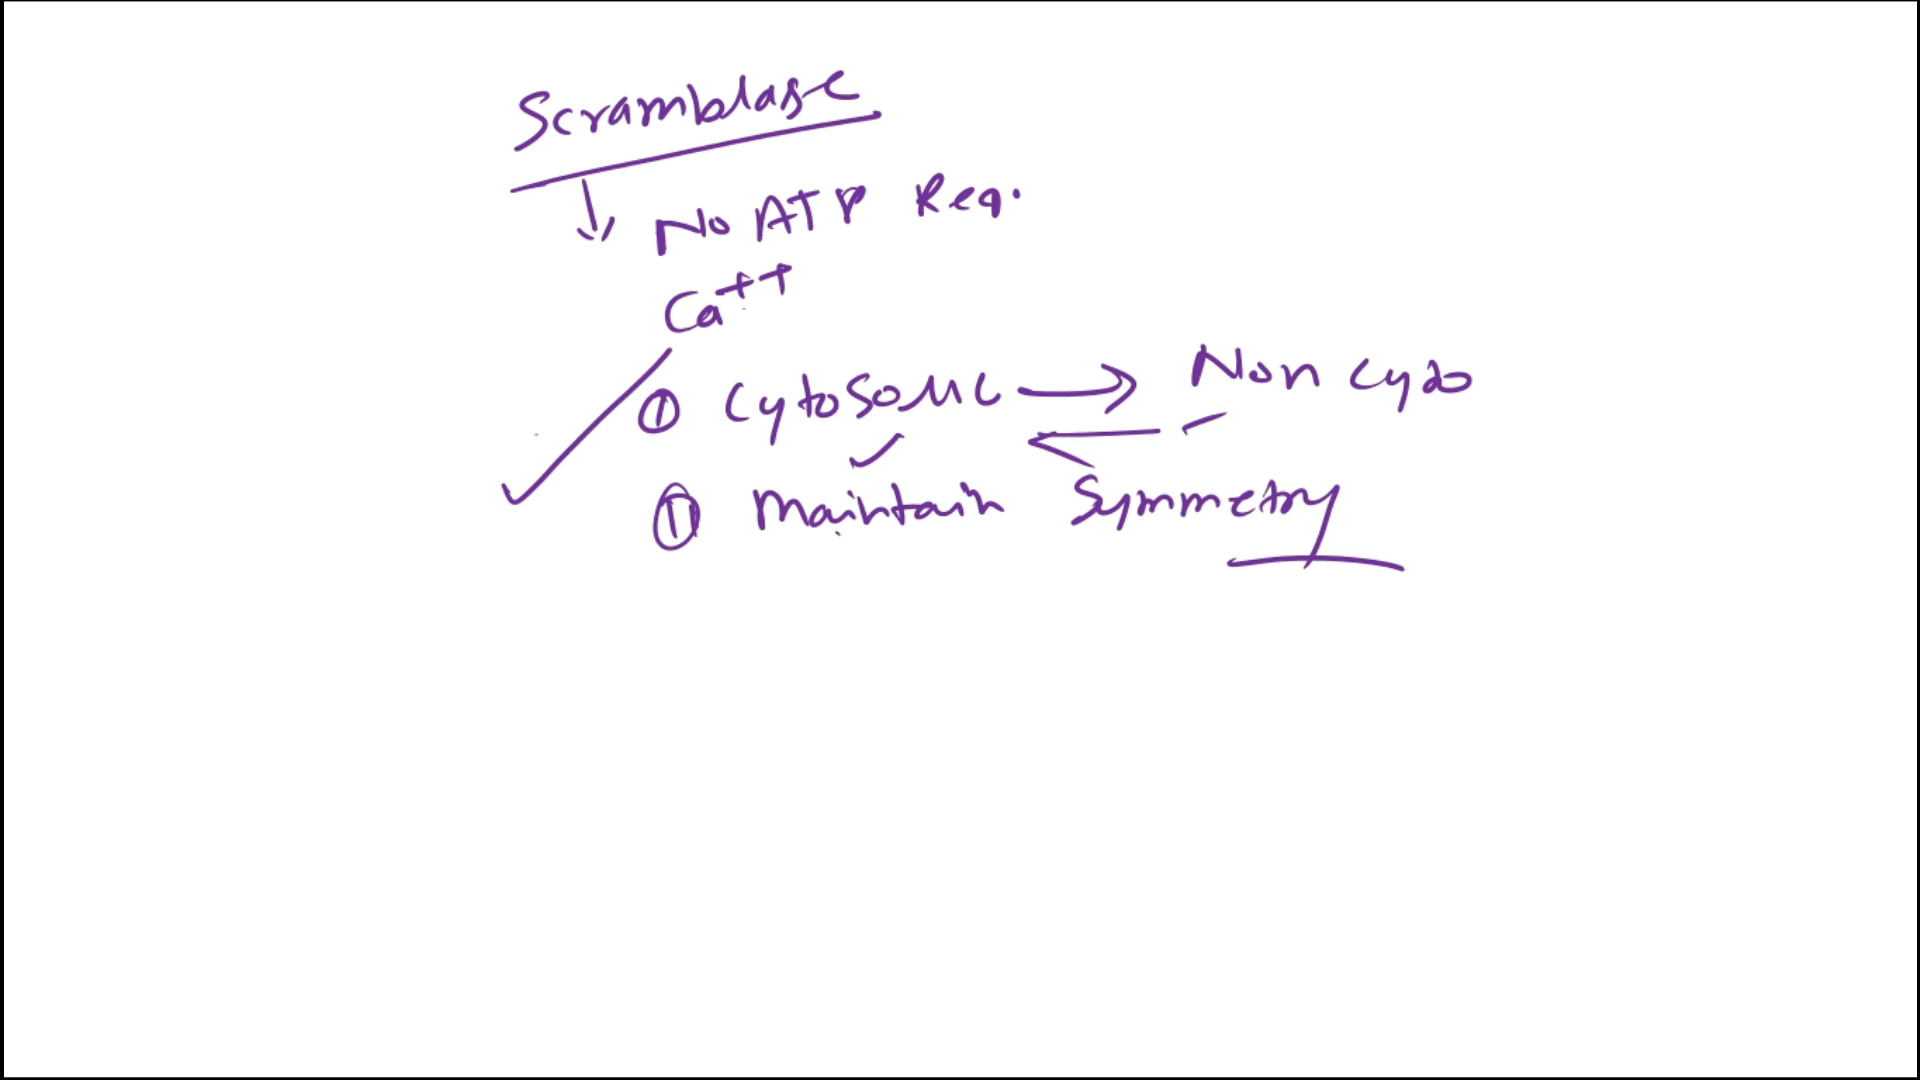 Scramblase
No ATP Req.
Ca++
① Cytosolic → Non Cyto
② Maintain Symmetry